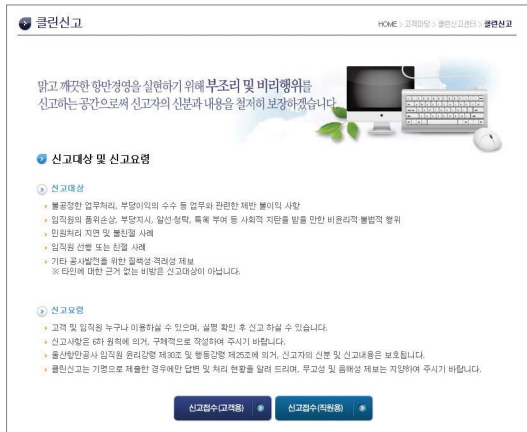 클린신고
HOME > 고객마당 > 클린신고센터 > 클린신고
맑고 깨끗한 항만경영을 실현하기 위해 부조리 및 비리행위를
신고하는 공간으로써 신고자의 신분과 내용을 철저히 보장하겠습니다.
신고대상 및 신고요령
신고대상
불공정한 업무처리, 부당이익의 수수 등 업무와 관련한 제반 불이익 사항
임직원의 품위손상, 부당지시, 알선·청탁, 특혜 부여 등 사회적 지탄을 받을 만한 비윤리적·불법적 행위
민원처리 지연 및 불친절 사례
임직원 선행 또는 친절 사례
기타 공사발전을 위한 질책성·격려성 제보
※ 타인에 대한 근거 없는 비방은 신고대상이 아닙니다.
신고요령
고객 및 임직원 누구나 이용하실 수 있으며, 실명 확인 후 신고 하실 수 있습니다.
신고사항은 6하 원칙에 의거, 구체적으로 작성하여 주시기 바랍니다.
울산항만공사 임직원 윤리강령 제30조 및 행동강령 제25조에 의거, 신고자의 신분 및 신고내용은 보호됩니다.
클린신고는 기명으로 제출한 경우에만 답변 및 처리 현황을 알려 드리며, 무고성 및 음해성 제보는 지양하여 주시기 바랍니다.
신고접수(고객용)
신고접수(직원용)